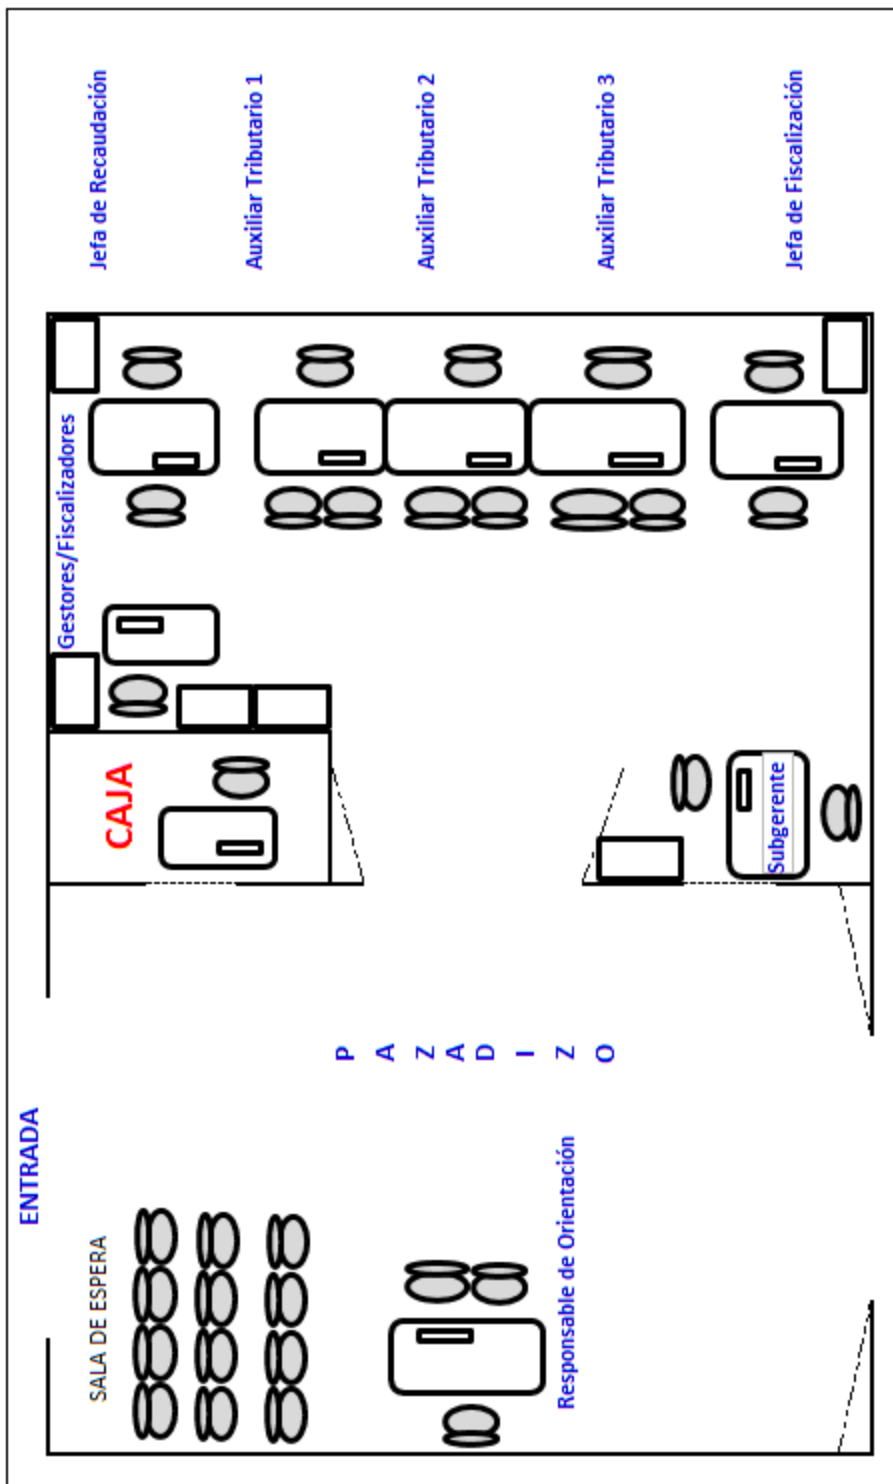 Jefa de Recaudación
Auxiliar Tributario 1
Auxiliar Tributario 2
Auxiliar Tributario 3
Jefa de Fiscalización
Gestores/Fiscalizadores
CAJA
Subgerente
PAZADIZO
ENTRADA
SALA DE ESPERA
Responsable de Orientación